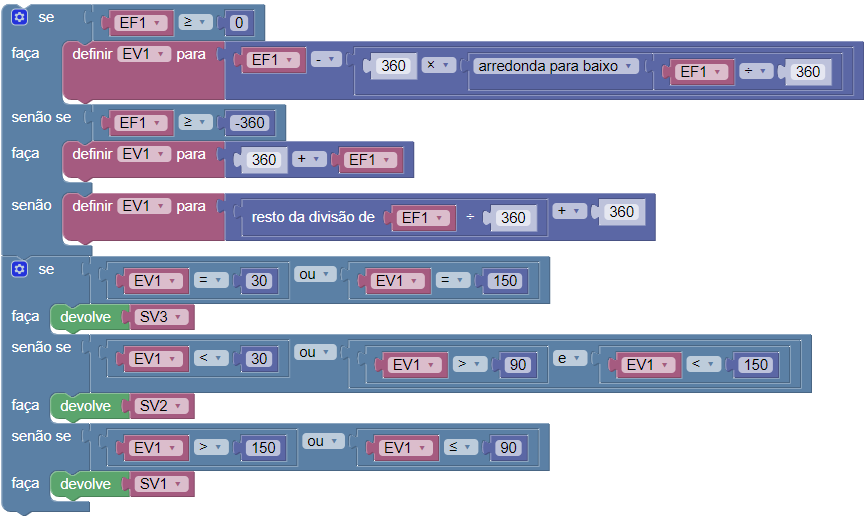 se EF1 ≥ 0
faça definir EV1 para EF1 - 360 × arredonda para baixo EF1 ÷ 360
senão se EF1 ≥ -360
faça definir EV1 para 360 + EF1
senão definir EV1 para resto da divisão de EF1 ÷ 360 + 360
se EV1 = 30 ou EV1 = 150
faça devolve SV3
senão se EV1 < 30 ou EV1 > 90 e EV1 < 150
faça devolve SV2
senão se EV1 > 150 ou EV1 ≤ 90
faça devolve SV1